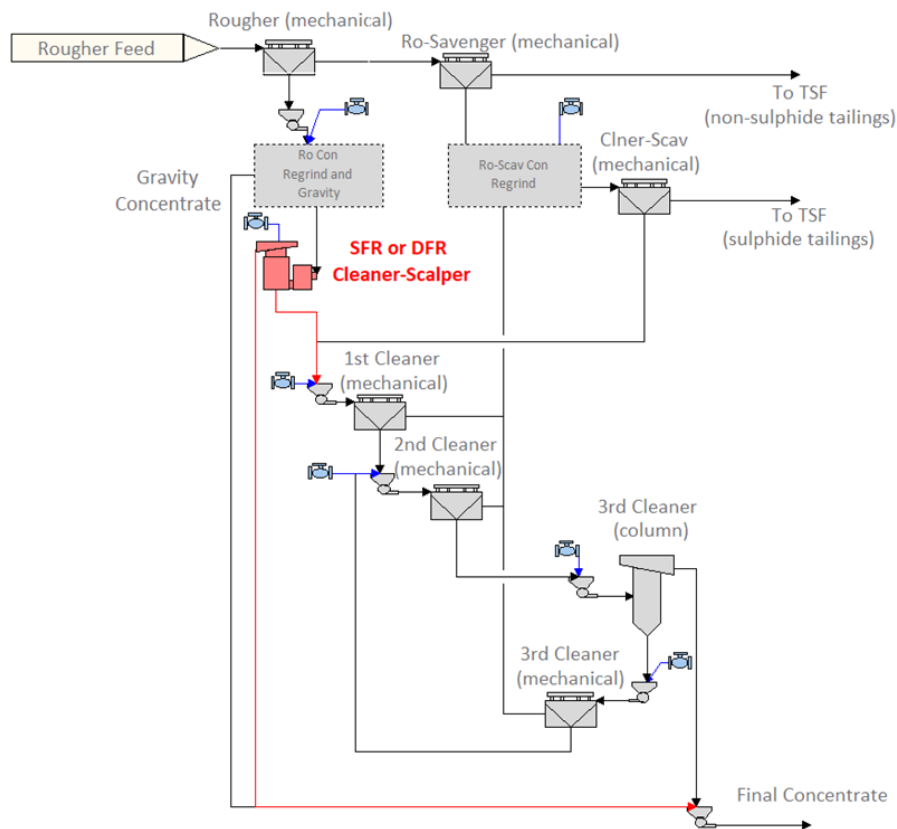 Rougher (mechanical)
Rougher Feed
Ro-Savenger (mechanical)
To TSF
(non-sulphide tailings)
Ro Con
Regrind and
Gravity
Ro-Scav Con
Regrind
Clner-Scav
(mechanical)
Gravity
Concentrate
To TSF
(sulphide tailings)
SFR or DFR
Cleaner-Scalper
1st Cleaner
(mechanical)
2nd Cleaner
(mechanical)
3rd Cleaner
(column)
3rd Cleaner
(mechanical)
Final Concentrate